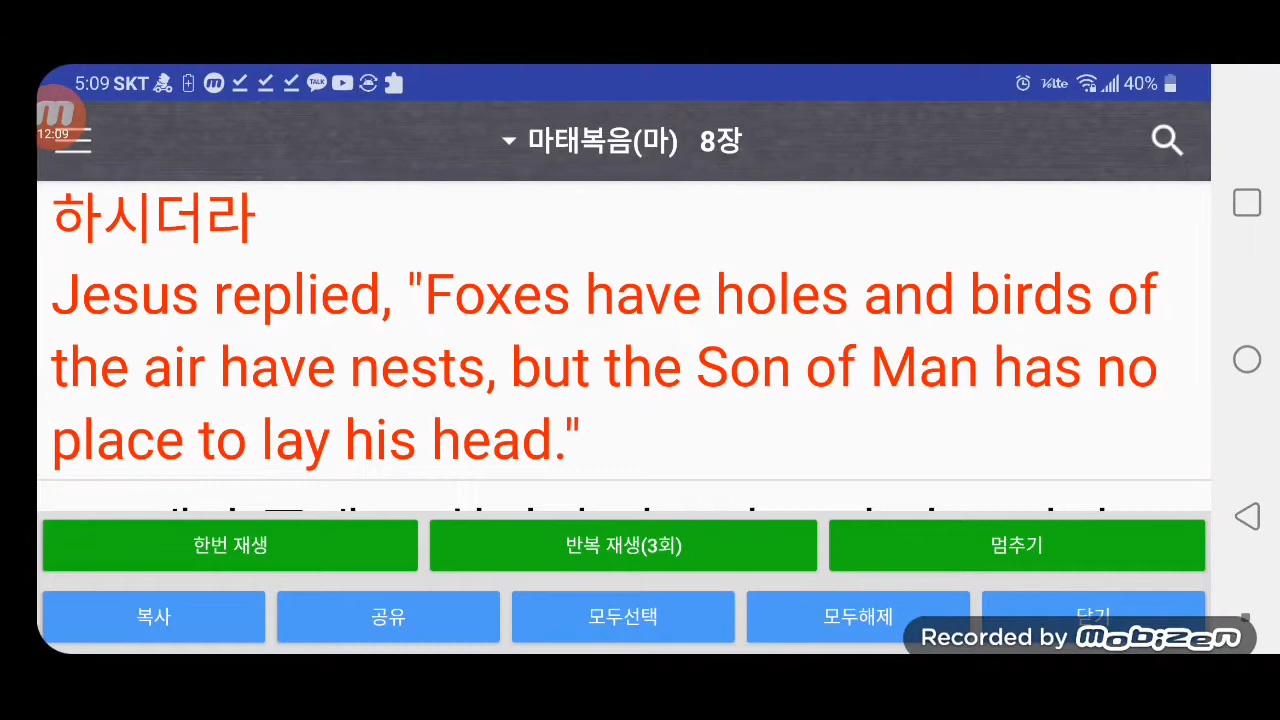 5:09 SKT TALK VoLTE 40%
12:09
마태복음(마) 8장
하시더라
Jesus replied, "Foxes have holes and birds of
the air have nests, but the Son of Man has no
place to lay his head."
한번 재생 반복 재생(3회) 멈추기
복사 공유 모두선택 모두해제 닫기
Recorded by mobizen